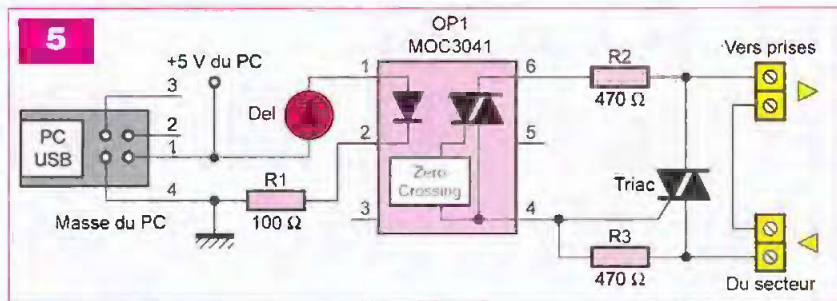 5
OP1
MOC3041
+5 V du PC
Vers prises
R2
470 Ω
Del
PC
USB
3
2
1
4
1
2
3
6
5
4
Zero
Crossing
Triac
R1
100 Ω
Masse du PC
R3
470 Ω
Du secteur